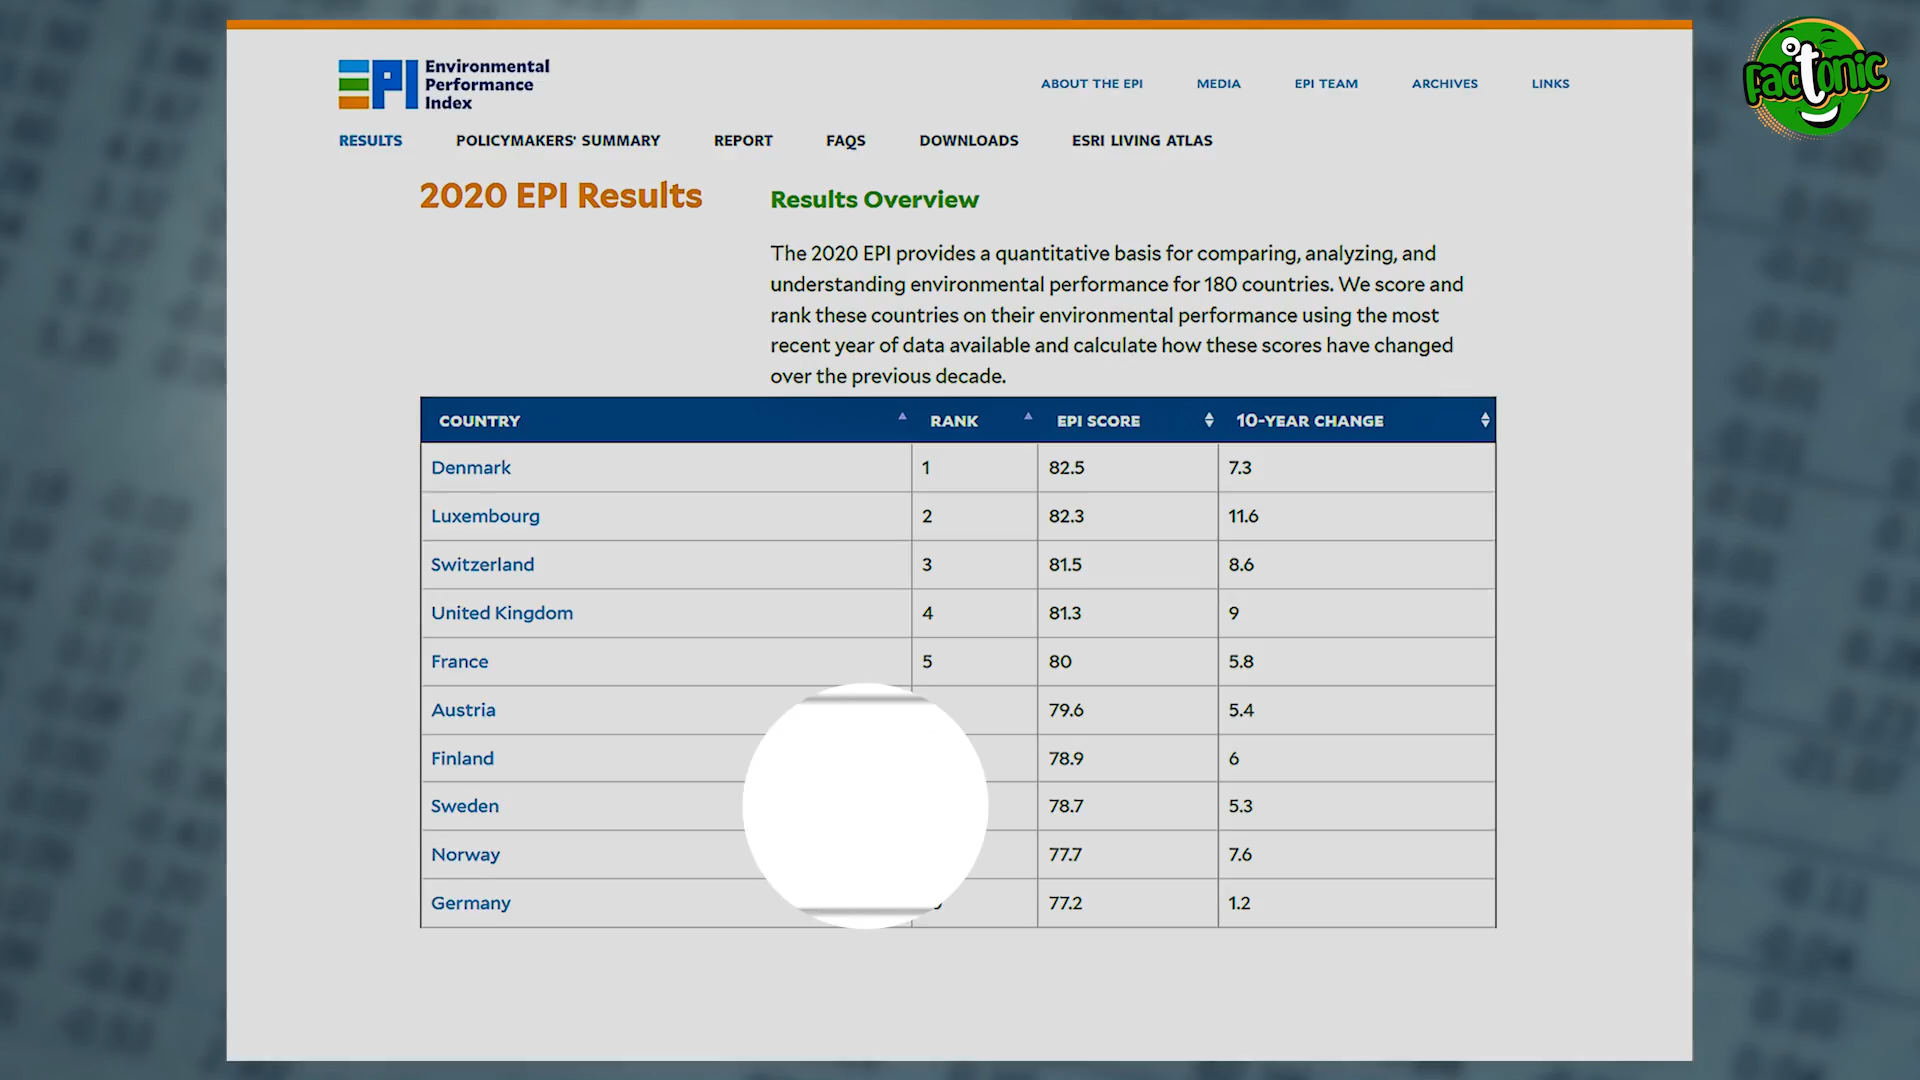 EPI Environmental
Performance
Index
ABOUT THE EPI MEDIA EPI TEAM ARCHIVES LINKS
factonic
RESULTS POLICYMAKERS' SUMMARY REPORT FAQS DOWNLOADS ESRI LIVING ATLAS
2020 EPI Results
Results Overview
The 2020 EPI provides a quantitative basis for comparing, analyzing, and
understanding environmental performance for 180 countries. We score and
rank these countries on their environmental performance using the most
recent year of data available and calculate how these scores have changed
over the previous decade.
COUNTRY RANK EPI SCORE 10-YEAR CHANGE
Denmark 1 82.5 7.3
Luxembourg 2 82.3 11.6
Switzerland 3 81.5 8.6
United Kingdom 4 81.3 9
France 5 80 5.8
Austria 79.6 5.4
Finland 78.9 6
Sweden 78.7 5.3
Norway 77.7 7.6
Germany 77.2 1.2